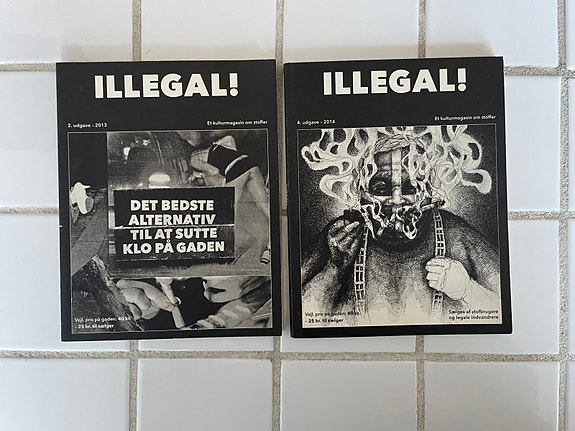 ILLEGAL!
2. udgave - 2013
Et kulturmagasin om stoffer
DET BEDSTE
ALTERNATIV
TIL AT SUTTE
KLO PÅ GADEN
Vejl. pris på gaden: 40 kr.
- 25 kr. til sælger
ILLEGAL!
4. udgave - 2014
Et kulturmagasin om stoffer
Vejl. pris på gaden: 40 kr.
- 25 kr. til sælger
Sælges af stofbrugere
og legale indvandrere